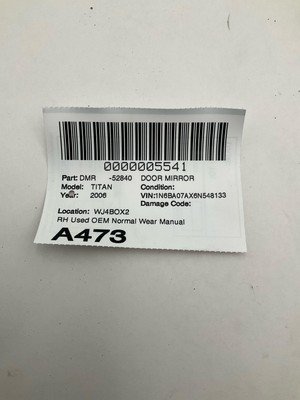 0000005541
Part: DMR -52840 DOOR MIRROR
Model: TITAN Condition:
Year: 2006 VIN:1N6BA07AX6N548133
Damage Code:
Location: WJ4BOX2
RH Used OEM Normal Wear Manual
A473